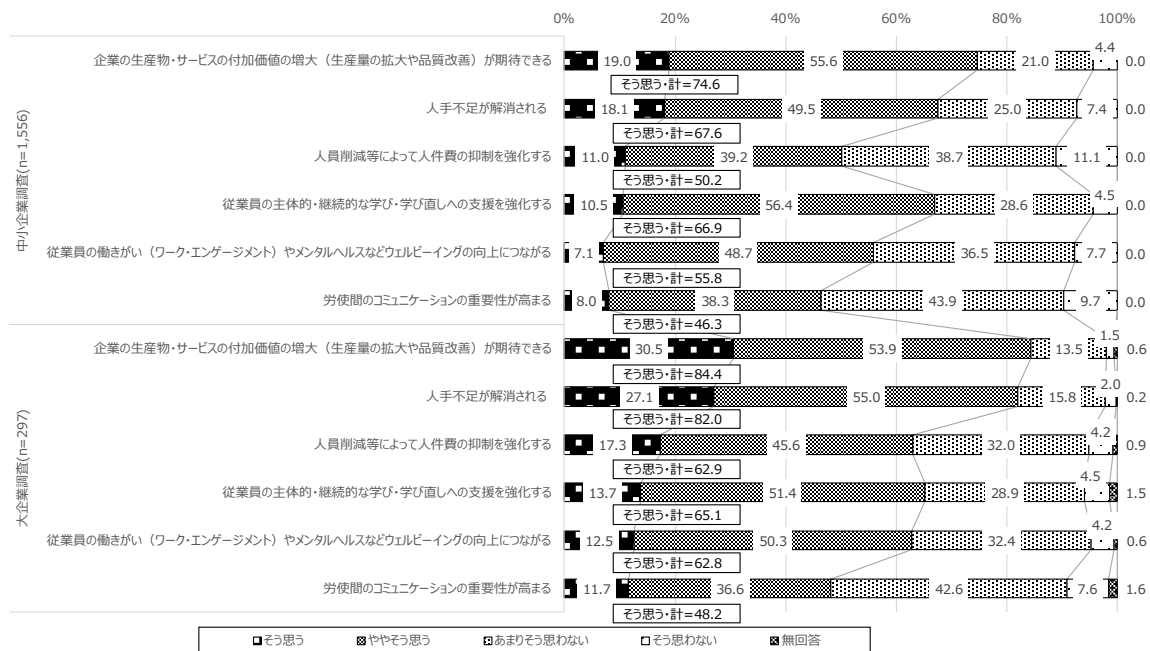 0% 20% 40% 60% 80% 100%
中小企業調査(n=1,556)
企業の生産物・サービスの付加価値の増大（生産量の拡大や品質改善）が期待できる 19.0 55.6 21.0 4.4 0.0
そう思う・計=74.6
人手不足が解消される 18.1 49.5 25.0 7.4 0.0
そう思う・計=67.6
人員削減等によって人件費の抑制を強化する 11.0 39.2 38.7 11.1 0.0
そう思う・計=50.2
従業員の主体的・継続的な学び・学び直しへの支援を強化する 10.5 56.4 28.6 4.5 0.0
そう思う・計=66.9
従業員の働きがい（ワーク・エンゲージメント）やメンタルヘルスなどウェルビーイングの向上につながる 7.1 48.7 36.5 7.7 0.0
そう思う・計=55.8
労使間のコミュニケーションの重要性が高まる 8.0 38.3 43.9 9.7 0.0
そう思う・計=46.3
大企業調査(n=297)
企業の生産物・サービスの付加価値の増大（生産量の拡大や品質改善）が期待できる 30.5 53.9 13.5 1.5 0.6
そう思う・計=84.4
人手不足が解消される 27.1 55.0 15.8 2.0 0.2
そう思う・計=82.0
人員削減等によって人件費の抑制を強化する 17.3 45.6 32.0 4.2 0.9
そう思う・計=62.9
従業員の主体的・継続的な学び・学び直しへの支援を強化する 13.7 51.4 28.9 4.5 1.5
そう思う・計=65.1
従業員の働きがい（ワーク・エンゲージメント）やメンタルヘルスなどウェルビーイングの向上につながる 12.5 50.3 32.4 4.2 0.6
そう思う・計=62.8
労使間のコミュニケーションの重要性が高まる 11.7 36.6 42.6 7.6 1.6
そう思う・計=48.2
そう思う ややそう思う あまりそう思わない そう思わない 無回答